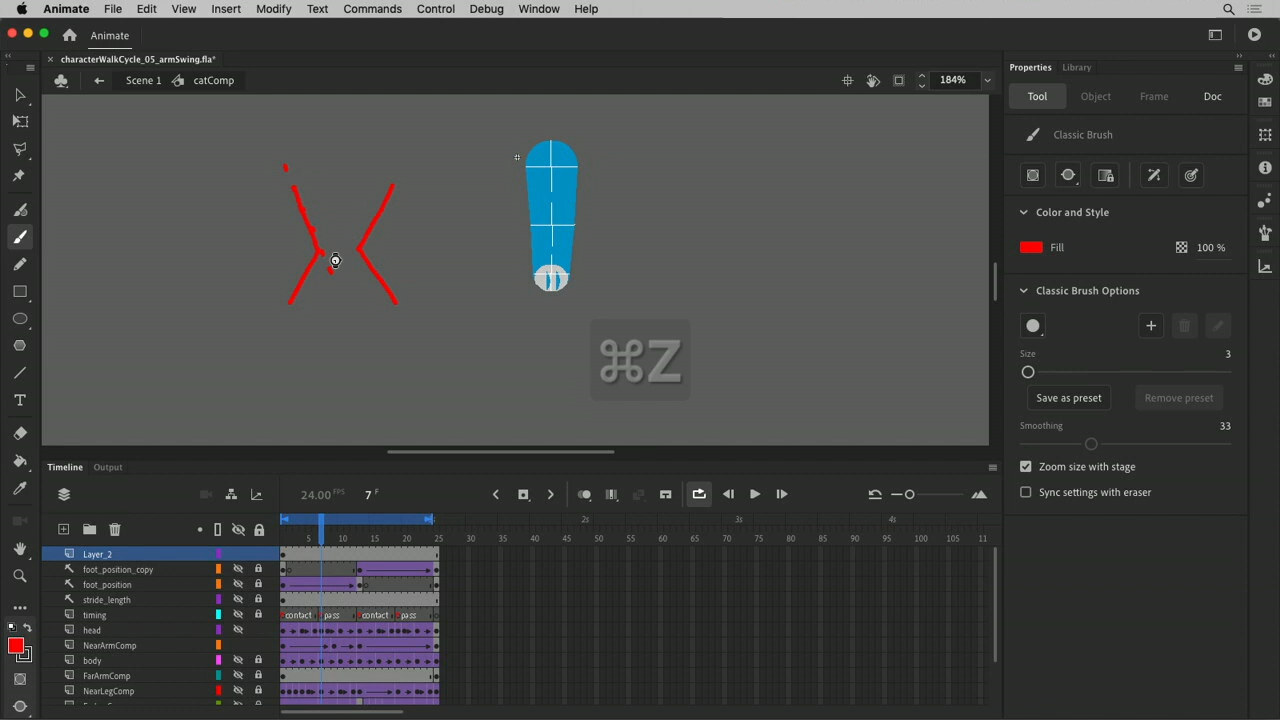 Animate File Edit View Insert Modify Text Commands Control Debug Window Help
Animate
characterWalkCycle_05_armSwing.fla*
Scene 1 catComp 184%
Properties Library
Tool Object Frame Doc
Classic Brush
Color and Style
Fill 100 %
Classic Brush Options
Size 3
Save as preset Remove preset
Smoothing 33
Zoom size with stage
Sync settings with eraser
⌘Z
Timeline Output
24.00 FPS 7 F
2s 3s 4s
5 10 15 20 25 30 35 40 45 50 55 60 65 70 75 80 85 90 95 100 105 11
Layer_2
foot_position_copy
foot_position
stride_length
timing contact pass contact pass
head
NearArmComp
body
FarArmComp
NearLegComp